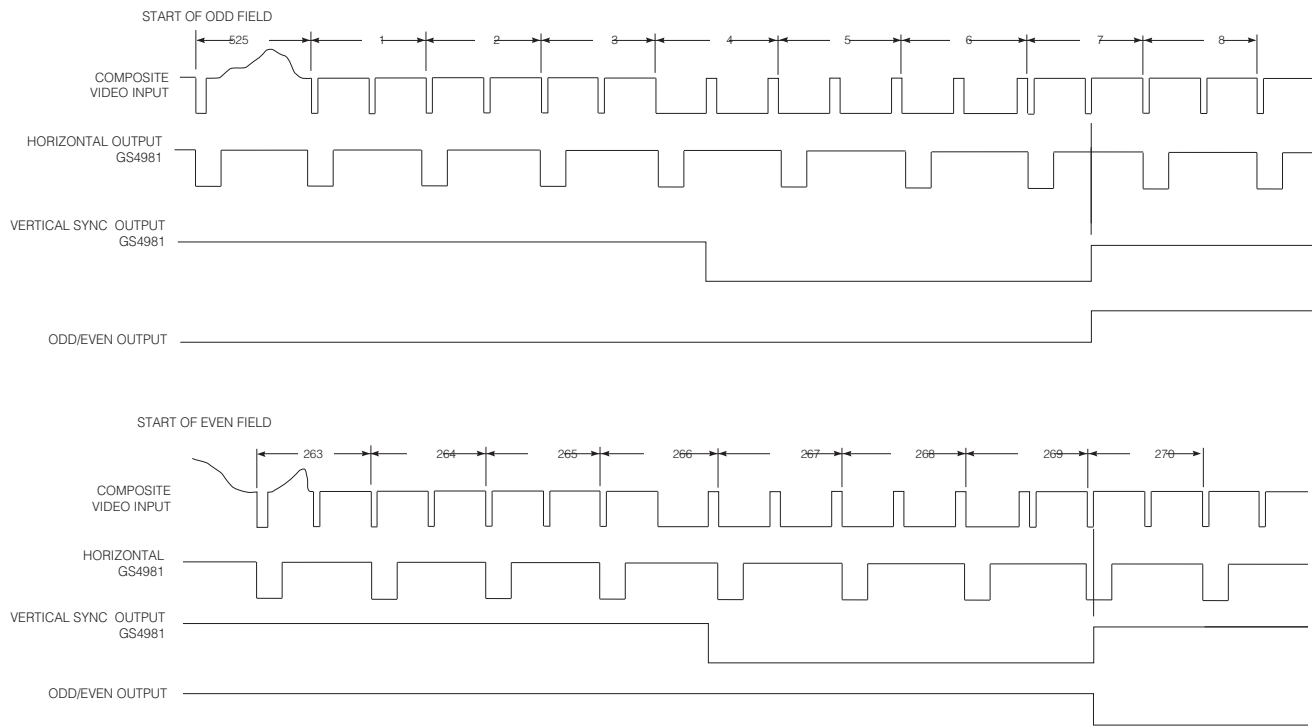 START OF ODD FIELD
525 1 2 3 4 5 6 7 8
COMPOSITE
VIDEO INPUT
HORIZONTAL OUTPUT
GS4981
VERTICAL SYNC OUTPUT
GS4981
ODD/EVEN OUTPUT
START OF EVEN FIELD
263 264 265 266 267 268 269 270
COMPOSITE
VIDEO INPUT
HORIZONTAL
GS4981
VERTICAL SYNC OUTPUT
GS4981
ODD/EVEN OUTPUT